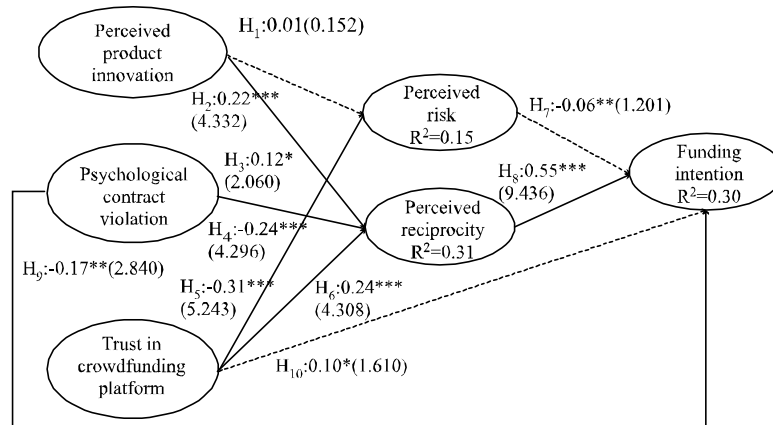 H1:0.01(0.152)
Perceived
product
innovation
H2:0.22***
(4.332)
Perceived
risk
R²=0.15
H7:-0.06**(1.201)
H3:0.12*
(2.060)
Psychological
contract
violation
H8:0.55***
(9.436)
Funding
intention
R²=0.30
H4:-0.24***
(4.296)
Perceived
reciprocity
R²=0.31
H9:-0.17**(2.840)
H5:-0.31***
(5.243)
H6:0.24***
(4.308)
Trust in
crowdfunding
platform
H10:0.10*(1.610)